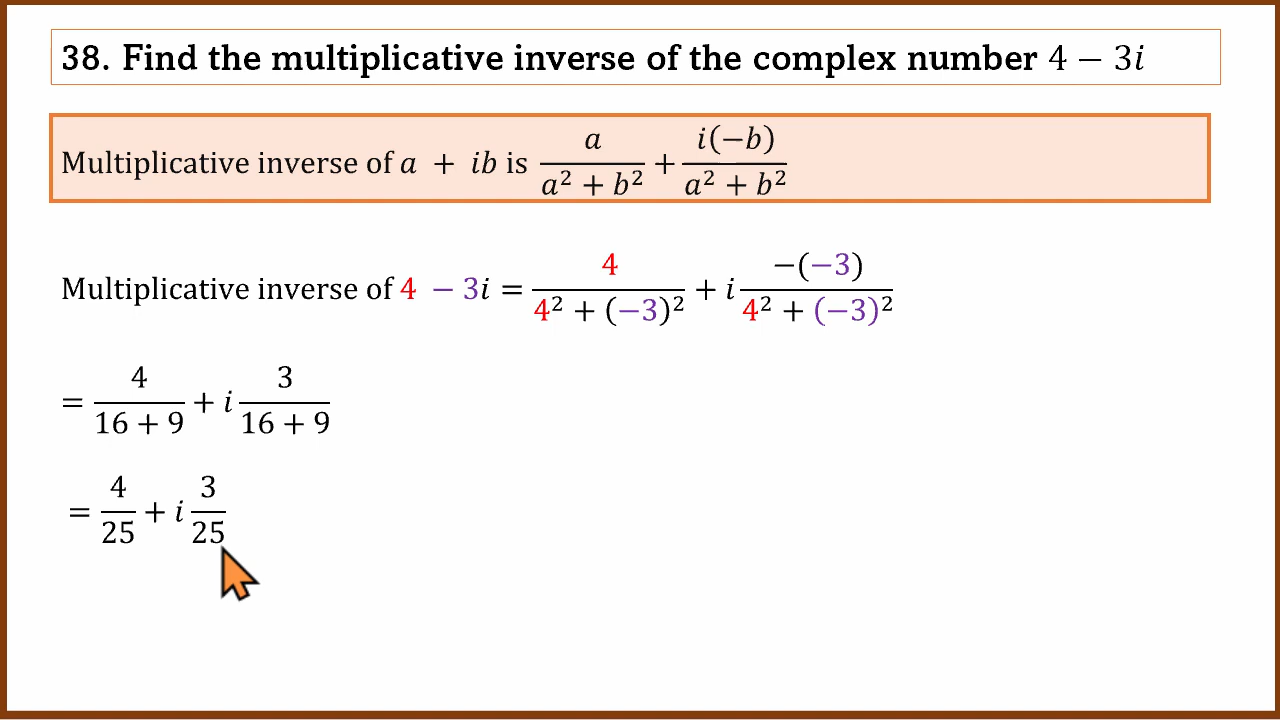 38. Find the multiplicative inverse of the complex number 4 − 3i
Multiplicative inverse of a + ib is a/(a² + b²) + i(−b)/(a² + b²)
Multiplicative inverse of 4 − 3i = 4/(4² + (−3)²) + i −(−3)/(4² + (−3)²)
= 4/(16 + 9) + i 3/(16 + 9)
= 4/25 + i 3/25